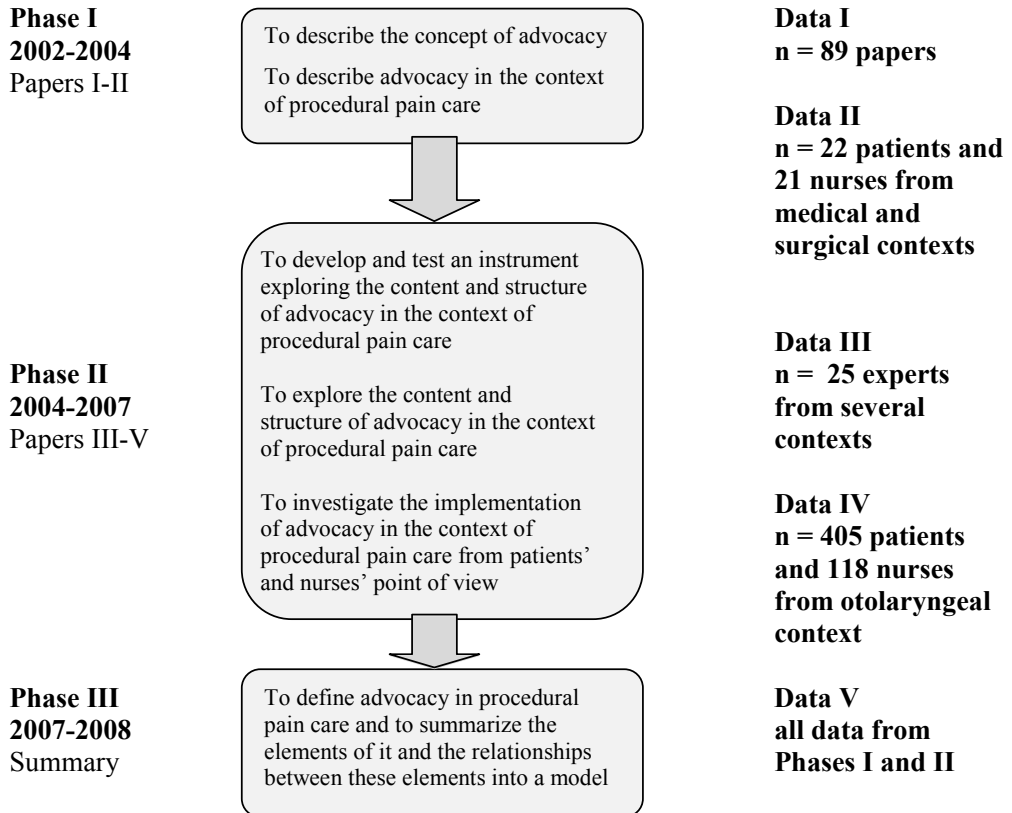 Phase I
2002-2004
Papers I-II
To describe the concept of advocacy
To describe advocacy in the context
of procedural pain care
Data I
n = 89 papers
Data II
n = 22 patients and
21 nurses from
medical and
surgical contexts
Phase II
2004-2007
Papers III-V
To develop and test an instrument
exploring the content and structure
of advocacy in the context of
procedural pain care
To explore the content and
structure of advocacy in the context
of procedural pain care
To investigate the implementation
of advocacy in the context of
procedural pain care from patients’
and nurses’ point of view
Data III
n =  25 experts
from several
contexts
Data IV
n = 405 patients
and 118 nurses
from otolaryngeal
context
Phase III
2007-2008
Summary
To define advocacy in procedural
pain care and to summarize the
elements of it and the relationships
between these elements into a model
Data V
all data from
Phases I and II